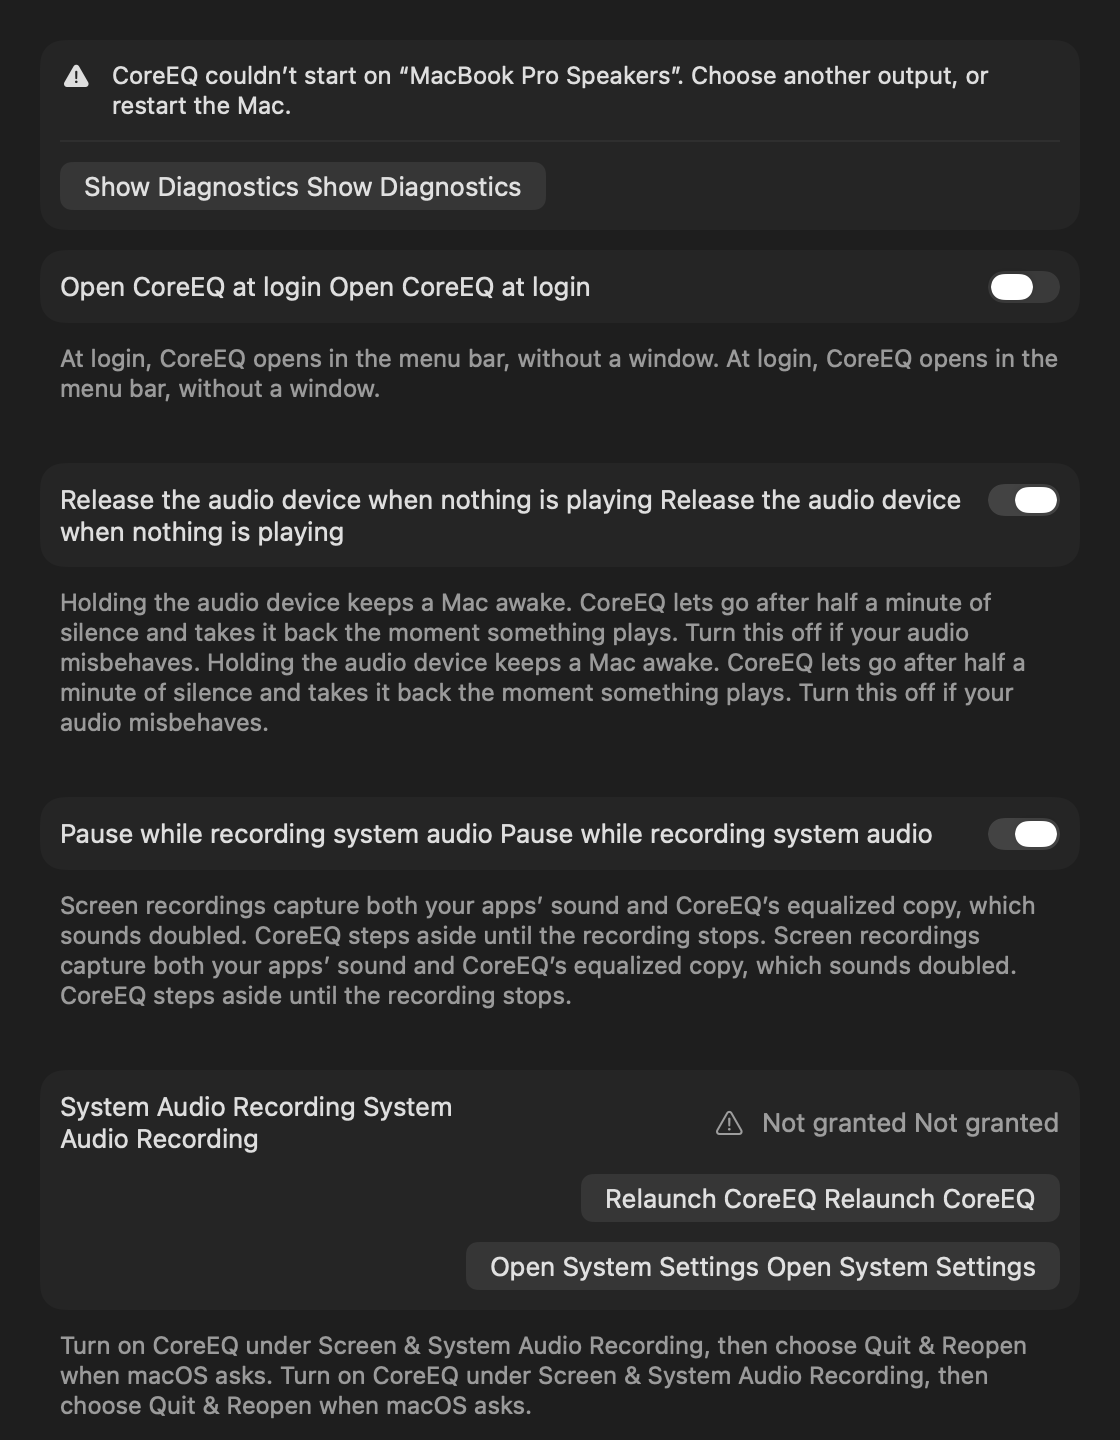 CoreEQ couldn’t start on “MacBook Pro Speakers”. Choose another output, or
restart the Mac.
Show Diagnostics Show Diagnostics
Open CoreEQ at login Open CoreEQ at login
At login, CoreEQ opens in the menu bar, without a window. At login, CoreEQ opens in the
menu bar, without a window.
Release the audio device when nothing is playing Release the audio device
when nothing is playing
Holding the audio device keeps a Mac awake. CoreEQ lets go after half a minute of
silence and takes it back the moment something plays. Turn this off if your audio
misbehaves. Holding the audio device keeps a Mac awake. CoreEQ lets go after half a
minute of silence and takes it back the moment something plays. Turn this off if your
audio misbehaves.
Pause while recording system audio Pause while recording system audio
Screen recordings capture both your apps’ sound and CoreEQ’s equalized copy, which
sounds doubled. CoreEQ steps aside until the recording stops. Screen recordings
capture both your apps’ sound and CoreEQ’s equalized copy, which sounds doubled.
CoreEQ steps aside until the recording stops.
System Audio Recording System
Audio Recording
Not granted Not granted
Relaunch CoreEQ Relaunch CoreEQ
Open System Settings Open System Settings
Turn on CoreEQ under Screen & System Audio Recording, then choose Quit & Reopen
when macOS asks. Turn on CoreEQ under Screen & System Audio Recording, then
choose Quit & Reopen when macOS asks.